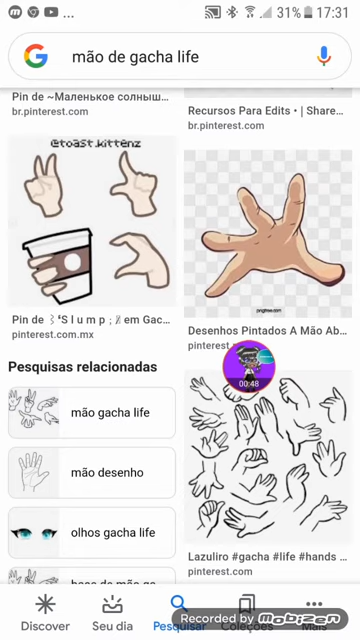 31% 17:31
mão de gacha life
Pin de ~Маленькое солныш...
br.pinterest.com
Recursos Para Edits • | Share...
br.pinterest.com
@toast.kittenz
Pin de ⧙ ❛S l u m p ; ℤ em Gac...
pinterest.com.mx
pngtree.com
Desenhos Pintados A Mão Ab...
pinterest.
00:48
Pesquisas relacionadas
mão gacha life
mão desenho
olhos gacha life
Lazuliro #gacha #life #hands ...
pinterest.com
Discover
Seu dia
Pesquisar
Coleções
Mais
Recorded by Mobizen